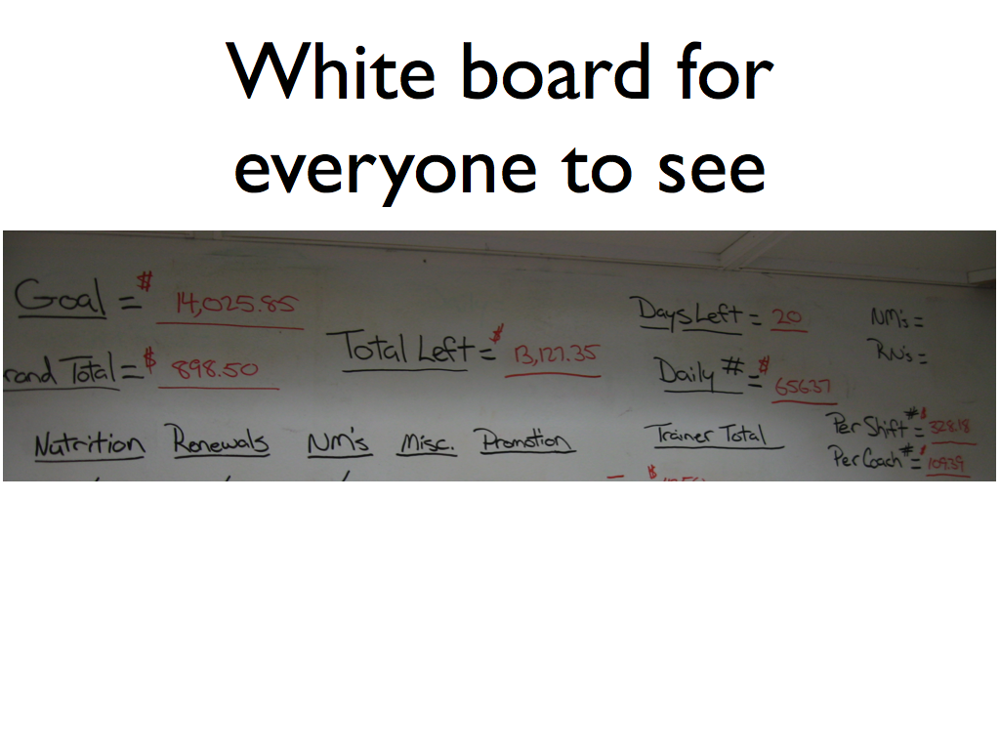 White board for
everyone to see
Goal = $ 14,025.85
rand Total = $ 898.50
Total Left = $ 13,127.35
Days Left = 20
Daily # = $ 65637
NM's =
RN's =
Per Shift # = $ 328.18
Per Coach # = $ 109.39
Nutrition Renewals NM's Misc. Promotion Trainer Total